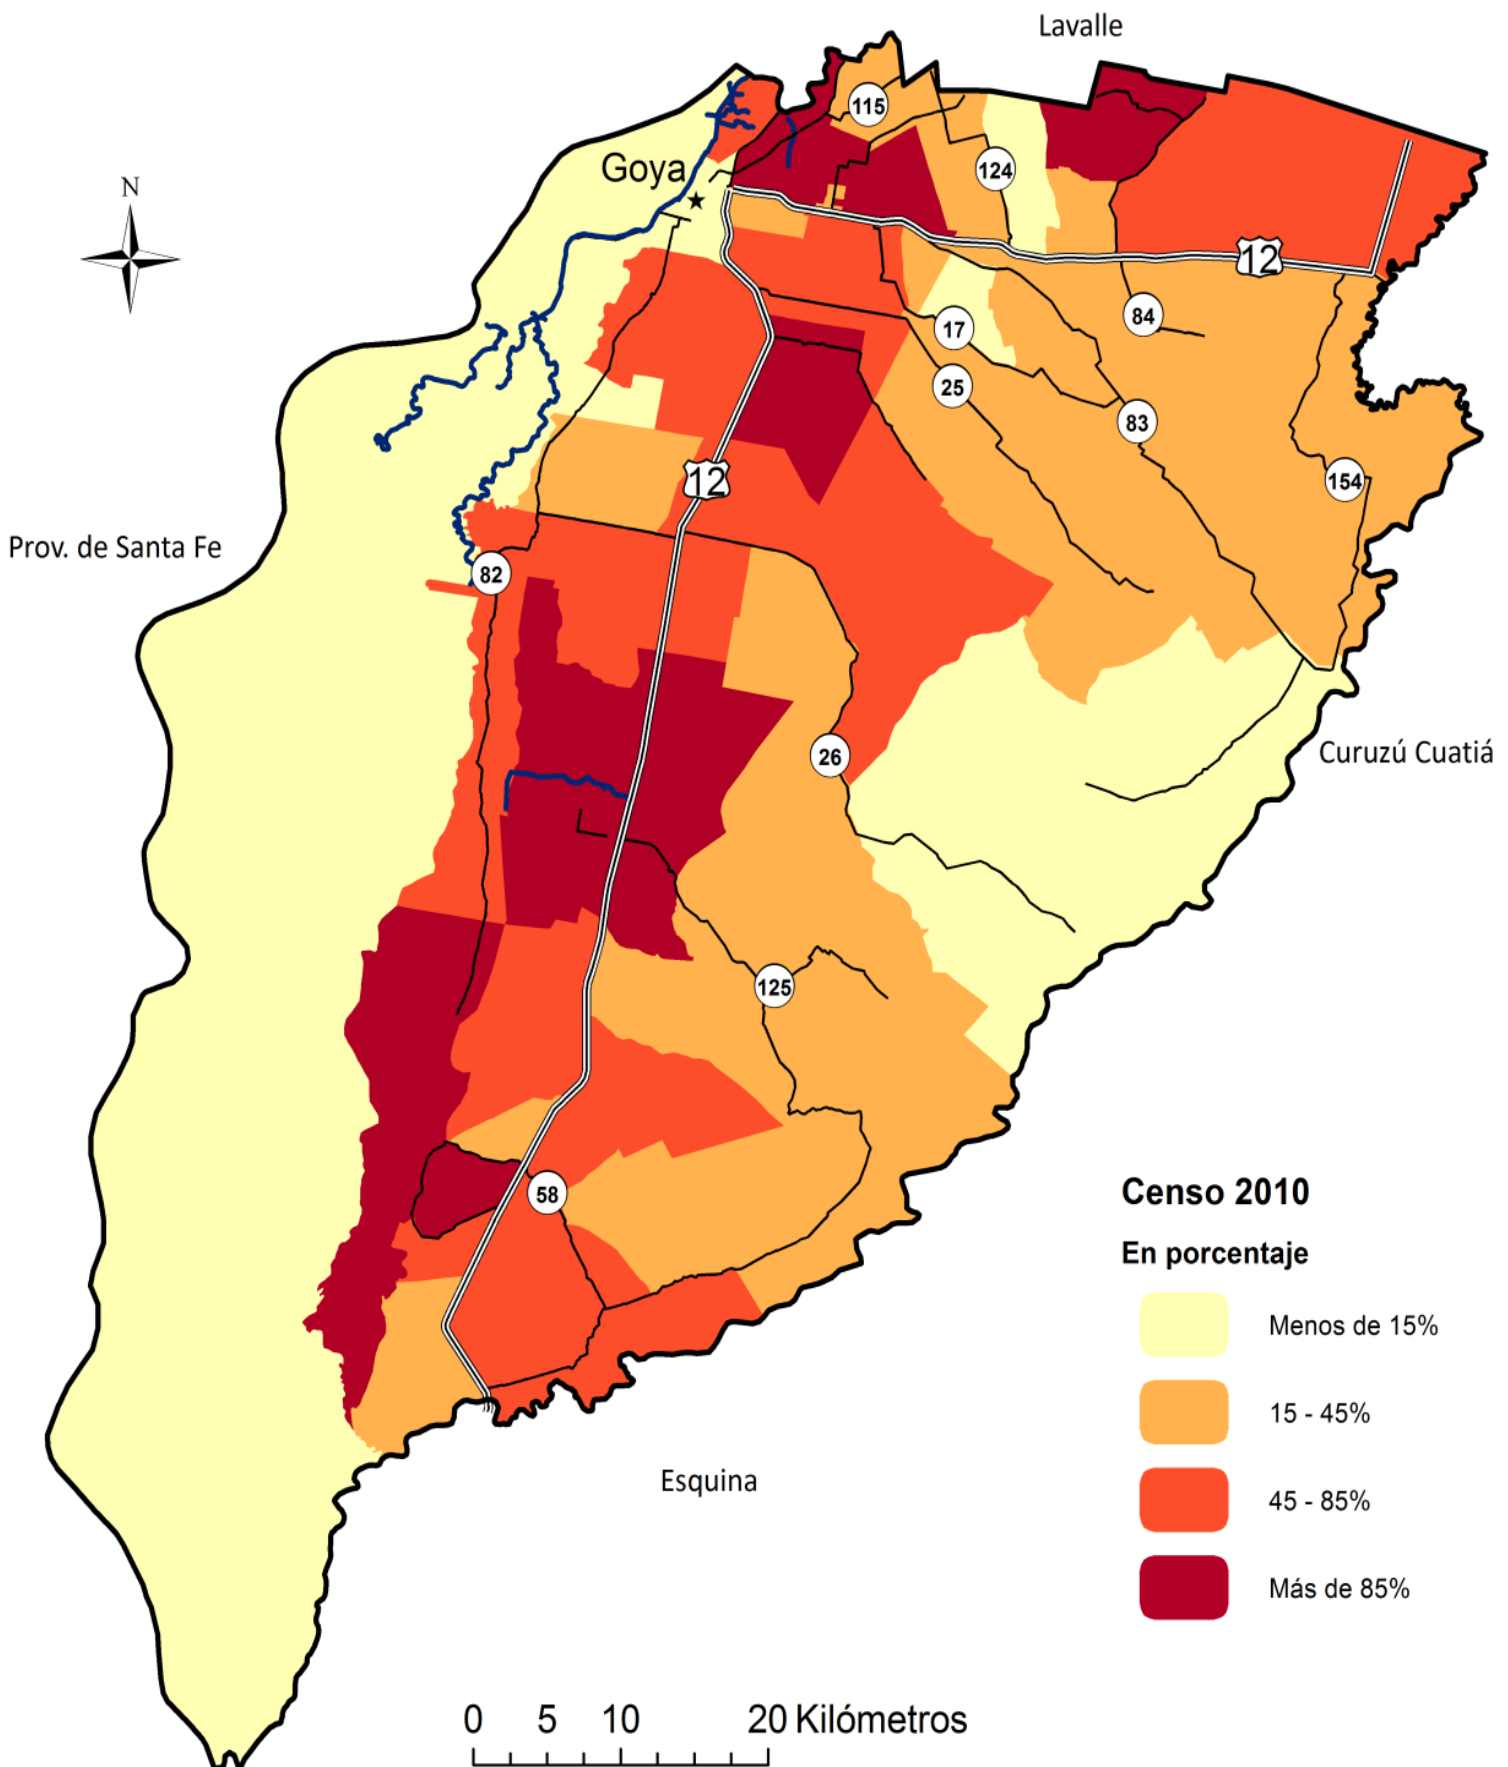 Lavalle
N
115
Goya
124
12
84
17
25
83
154
12
Prov. de Santa Fe
82
26
Curuzú Cuatiá
125
58
Censo 2010
En porcentaje
Menos de 15%
15 - 45%
45 - 85%
Más de 85%
Esquina
0 5 10 20 Kilómetros